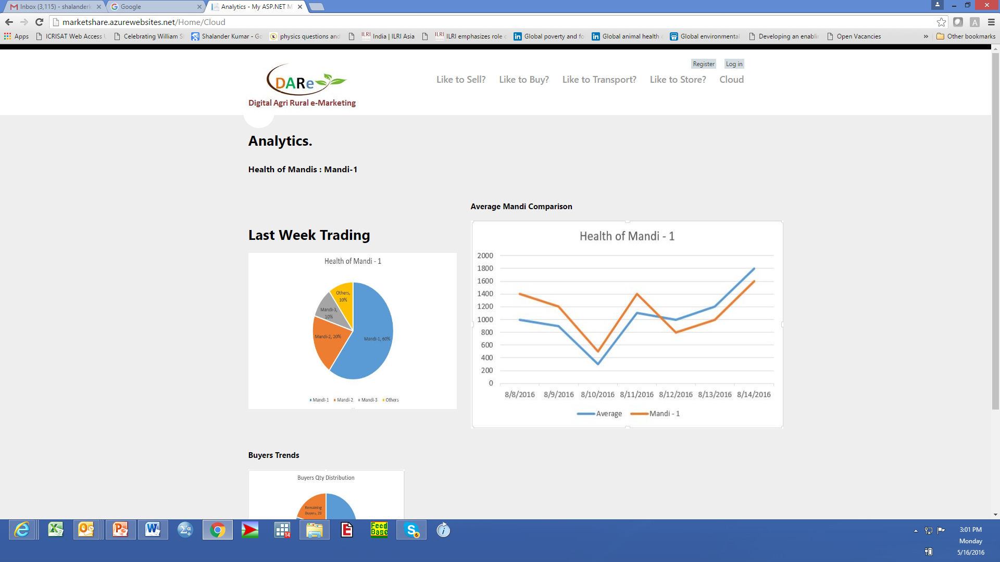 Inbox (3,115) - shalanderk
Google
Analytics - My ASP.NET M
marketshare.azurewebsites.net/Home/Cloud
Apps
ICRISAT Web Access
Celebrating William S
Shalander Kumar - Go
physics questions and
India | ILRI Asia
ILRI emphasizes role
Global poverty and fo
Global animal health
Global environmental
Developing an enablin
Open Vacancies
»
Other bookmarks
Register
Log in
DARe
Digital Agri Rural e-Marketing
Like to Sell?
Like to Buy?
Like to Transport?
Like to Store?
Cloud
Analytics.
Health of Mandis : Mandi-1
Last Week Trading
Health of Mandi - 1
Others,
10%
Mandi-3,
10%
Mandi-2, 20%
Mandi-1, 60%
Mandi-1
Mandi-2
Mandi-3
Others
Average Mandi Comparison
Health of Mandi - 1
2000
1800
1600
1400
1200
1000
800
600
400
200
0
8/8/2016
8/9/2016
8/10/2016
8/11/2016
8/12/2016
8/13/2016
8/14/2016
Average
Mandi - 1
Buyers Trends
Buyers Qty Distribution
Remaining
Buyers, 20
14
Feed
Base
6
3:01 PM
Monday
5/16/2016